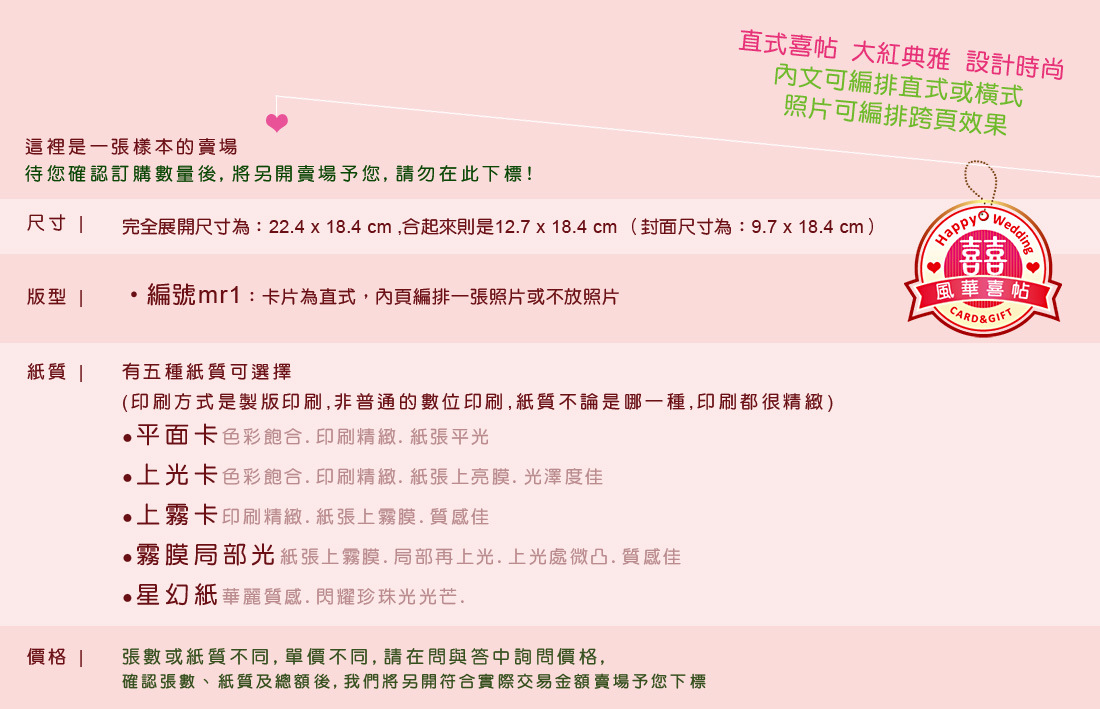 直式喜帖 大紅典雅 設計時尚
內文可編排直式或橫式
照片可編排跨頁效果
這裡是一張樣本的賣場
待您確認訂購數量後,將另開賣場予您,請勿在此下標!
尺寸 | 完全展開尺寸為：22.4 x 18.4 cm ,合起來則是12.7 x 18.4 cm （封面尺寸為：9.7 x 18.4 cm）
Happy Wedding
囍
風華喜帖
CARD&GIFT
版型 | ・編號mr1：卡片為直式，內頁編排一張照片或不放照片
紙質 | 有五種紙質可選擇
(印刷方式是製版印刷,非普通的數位印刷,紙質不論是哪一種,印刷都很精緻)
●平面卡 色彩飽合.印刷精緻.紙張平光
●上光卡 色彩飽合.印刷精緻.紙張上亮膜.光澤度佳
●上霧卡 印刷精緻.紙張上霧膜.質感佳
●霧膜局部光 紙張上霧膜.局部再上光.上光處微凸.質感佳
●星幻紙 華麗質感.閃耀珍珠光光芒.
價格 | 張數或紙質不同,單價不同,請在問與答中詢問價格,
確認張數、紙質及總額後,我們將另開符合實際交易金額賣場予您下標